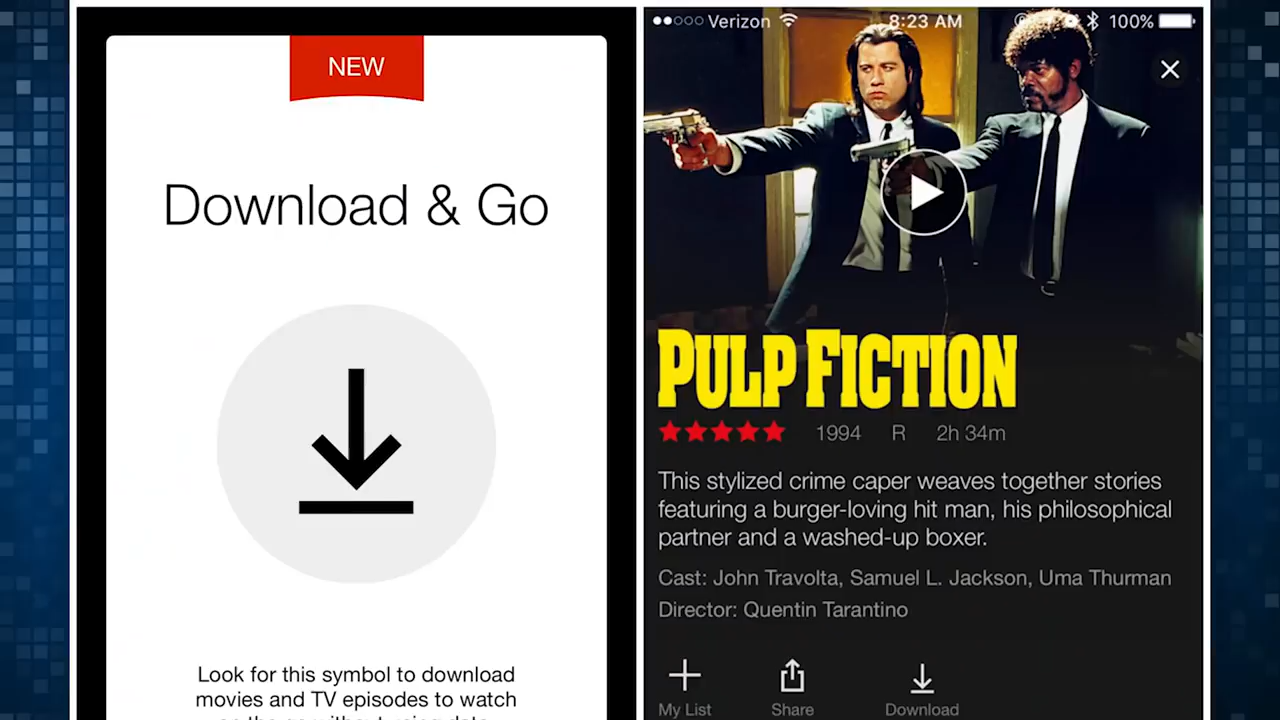 NEW
Download & Go
Look for this symbol to download
movies and TV episodes to watch
Verizon
8:23 AM
100%
PULP FICTION
1994 R 2h 34m
This stylized crime caper weaves together stories
featuring a burger-loving hit man, his philosophical
partner and a washed-up boxer.
Cast: John Travolta, Samuel L. Jackson, Uma Thurman
Director: Quentin Tarantino
My List Share Download